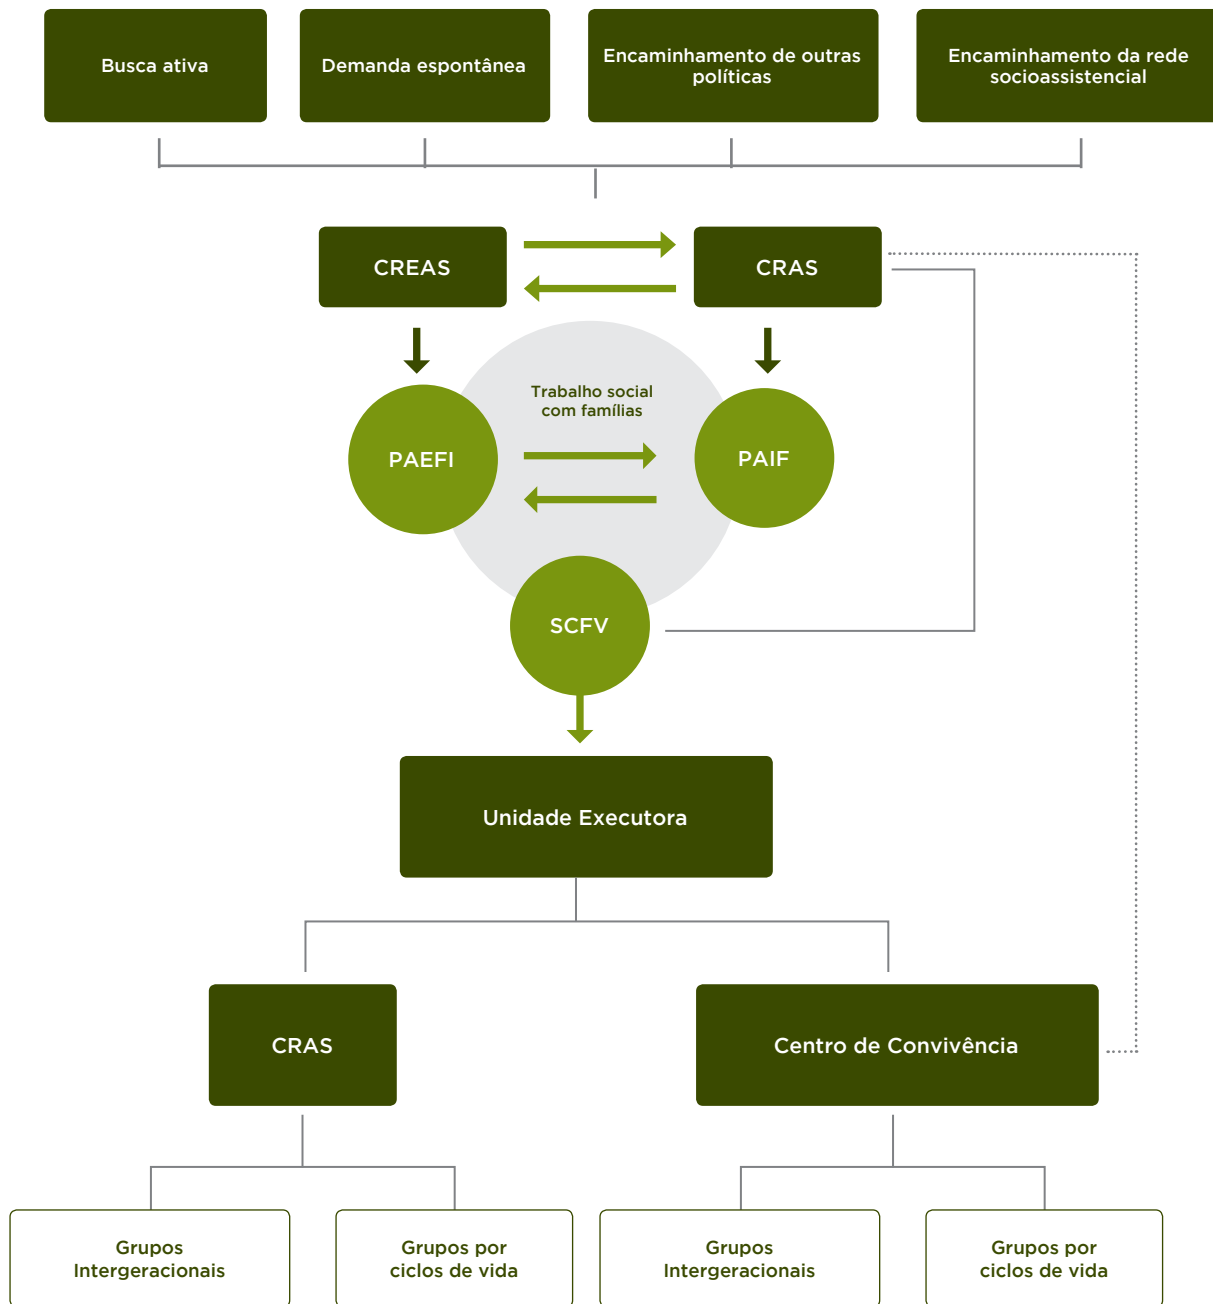 Busca ativa
Demanda espontânea
Encaminhamento de outras
políticas
Encaminhamento da rede
socioassistencial
CREAS
CRAS
Trabalho social
com famílias
PAEFI
PAIF
SCFV
Unidade Executora
CRAS
Centro de Convivência
Grupos
Intergeracionais
Grupos por
ciclos de vida
Grupos
Intergeracionais
Grupos por
ciclos de vida